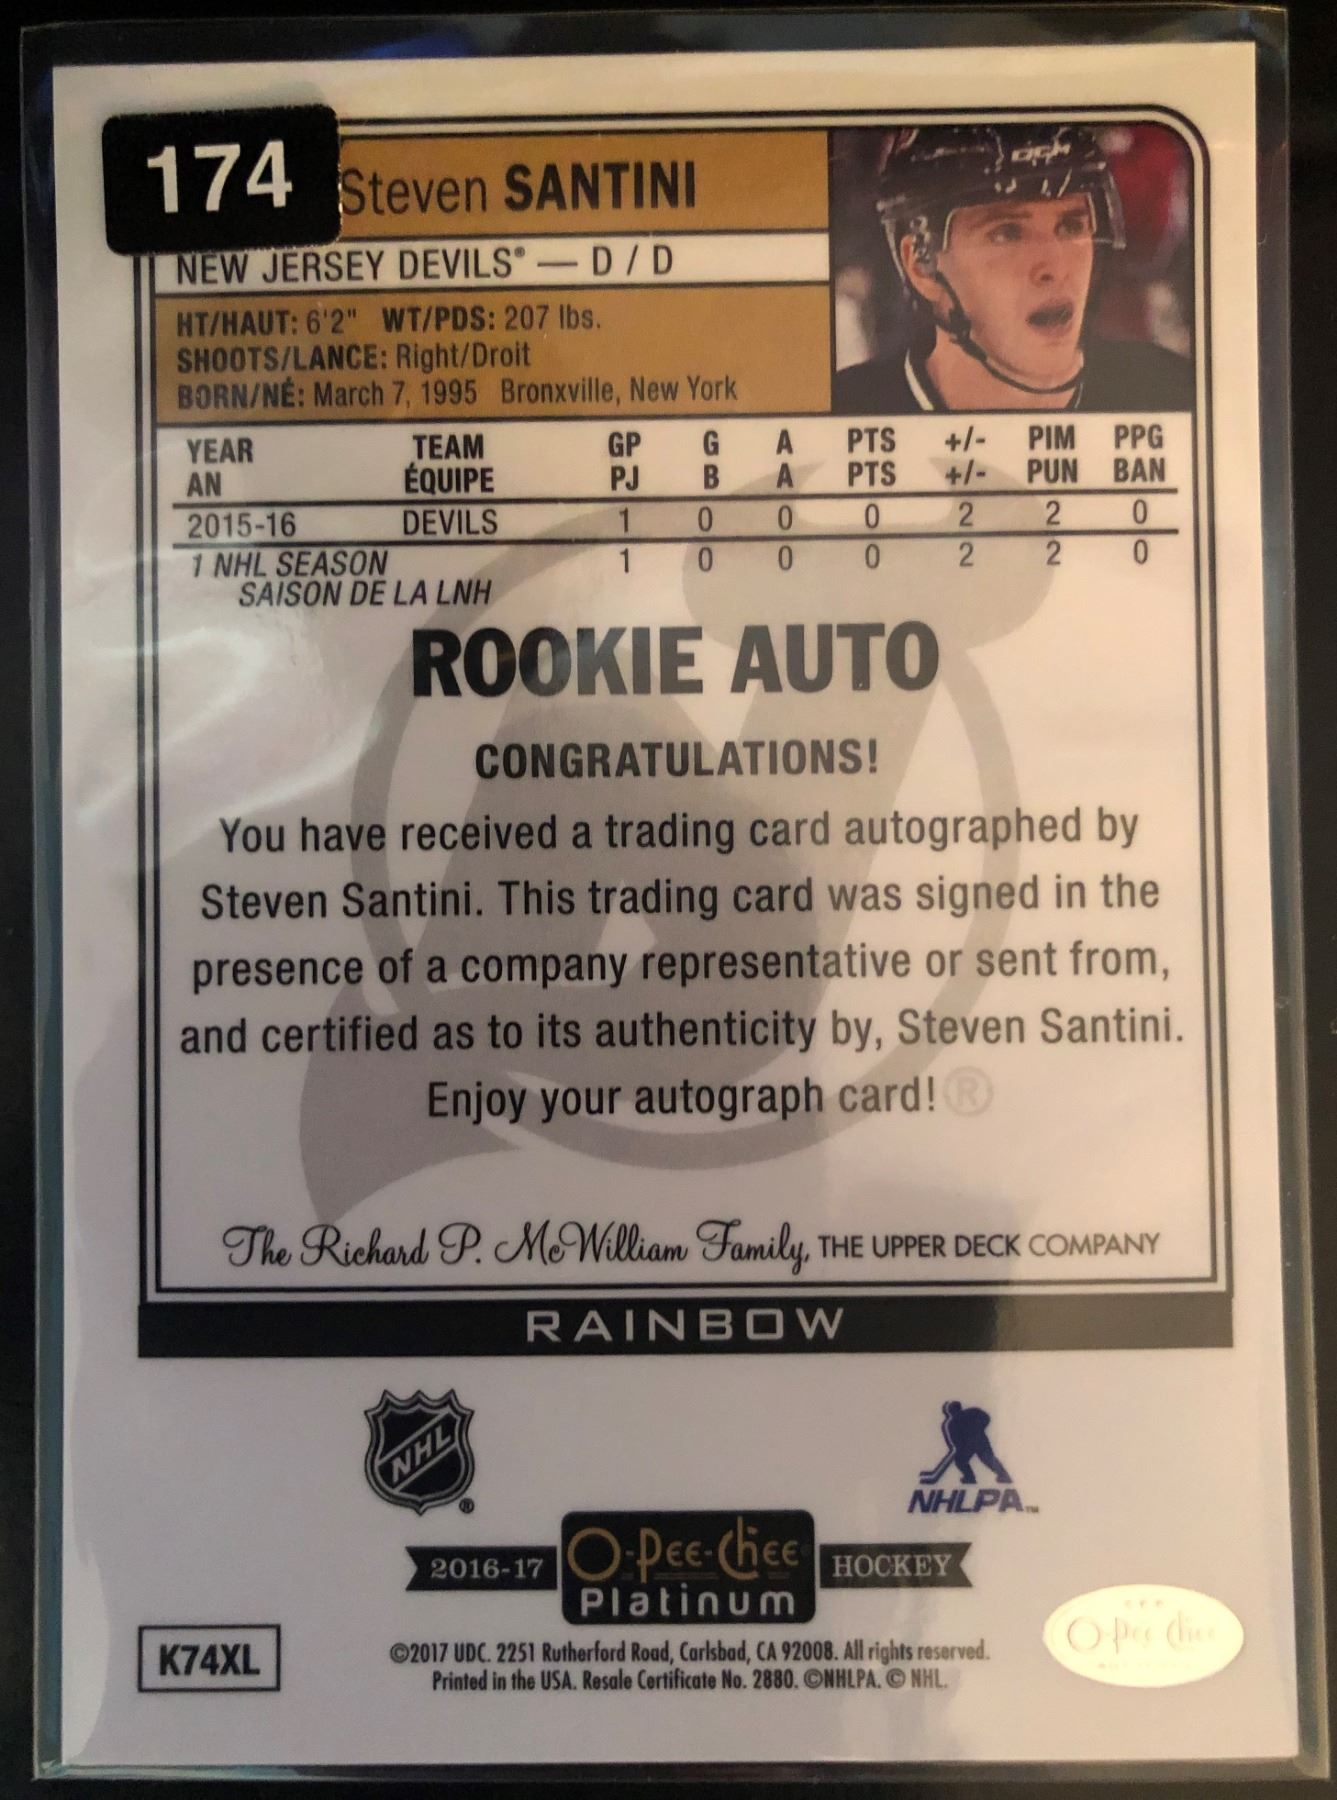 174
Steven SANTINI
NEW JERSEY DEVILS® — D / D
HT/HAUT: 6'2" WT/PDS: 207 lbs.
SHOOTS/LANCE: Right/Droit
BORN/NÉ: March 7, 1995 Bronxville, New York
YEAR TEAM GP G A PTS +/- PIM PPG
AN ÉQUIPE PJ B A PTS +/- PUN BAN
2015-16 DEVILS 1 0 0 0 2 2 0
1 NHL SEASON 1 0 0 0 2 2 0
SAISON DE LA LNH
ROOKIE AUTO
CONGRATULATIONS!
You have received a trading card autographed by
Steven Santini. This trading card was signed in the
presence of a company representative or sent from,
and certified as to its authenticity by, Steven Santini.
Enjoy your autograph card! ®
The Richard P. McWilliam Family, THE UPPER DECK COMPANY
RAINBOW
NHL ®
NHLPA™
2016-17 O-Pee-Chee HOCKEY
Platinum
O-Pee-Chee
K74XL
©2017 UDC. 2251 Rutherford Road, Carlsbad, CA 92008. All rights reserved.
Printed in the USA. Resale Certificate No. 2880. ©NHLPA. © NHL.